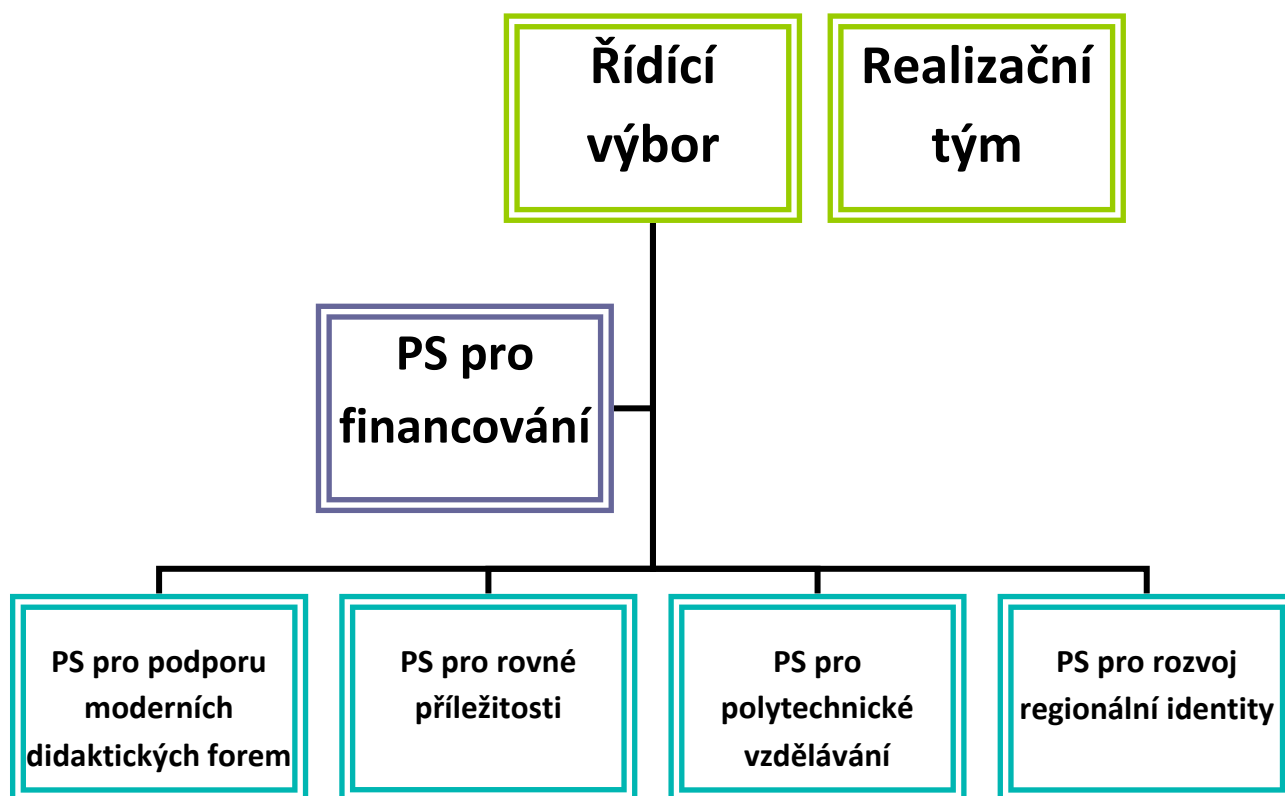 Řídící
výbor
Realizační
tým
PS pro
financování
PS pro podporu
moderních
didaktických forem
PS pro rovné
příležitosti
PS pro
polytechnické
vzdělávání
PS pro rozvoj
regionální identity